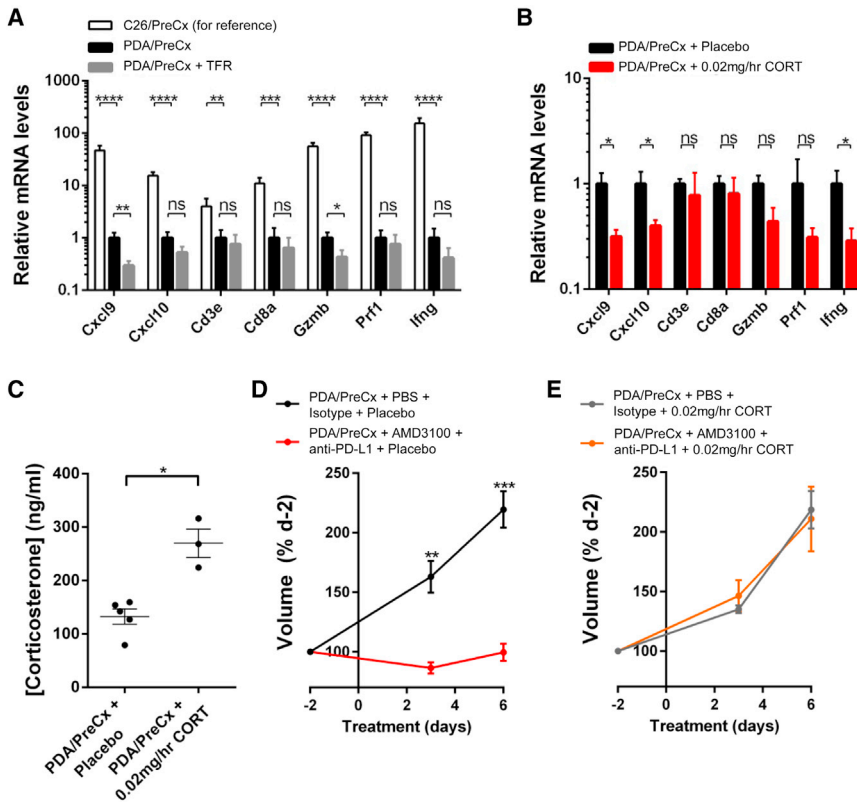 A
C26/PreCx (for reference)
PDA/PreCx
PDA/PreCx + TFR
Relative mRNA levels
1000
100
10
1
0.1
**** **** ** *** **** **** ****
** ns ns ns * ns ns
Cxcl9 Cxcl10 Cd3e Cd8a Gzmb Prf1 Ifng
B
PDA/PreCx + Placebo
PDA/PreCx + 0.02mg/hr CORT
Relative mRNA levels
10
1
0.1
* * ns ns ns ns *
Cxcl9 Cxcl10 Cd3e Cd8a Gzmb Prf1 Ifng
C
[Corticosterone] (ng/ml)
400
300
200
100
0
*
PDA/PreCx +
Placebo
PDA/PreCx +
0.02mg/hr CORT
D
PDA/PreCx + PBS +
Isotype + Placebo
PDA/PreCx + AMD3100 +
anti-PD-L1 + Placebo
Volume (% d-2)
200
150
100
** ***
-2 0 2 4 6
Treatment (days)
E
PDA/PreCx + PBS +
Isotype + 0.02mg/hr CORT
PDA/PreCx + AMD3100 +
anti-PD-L1 + 0.02mg/hr CORT
Volume (% d-2)
200
150
100
-2 0 2 4 6
Treatment (days)